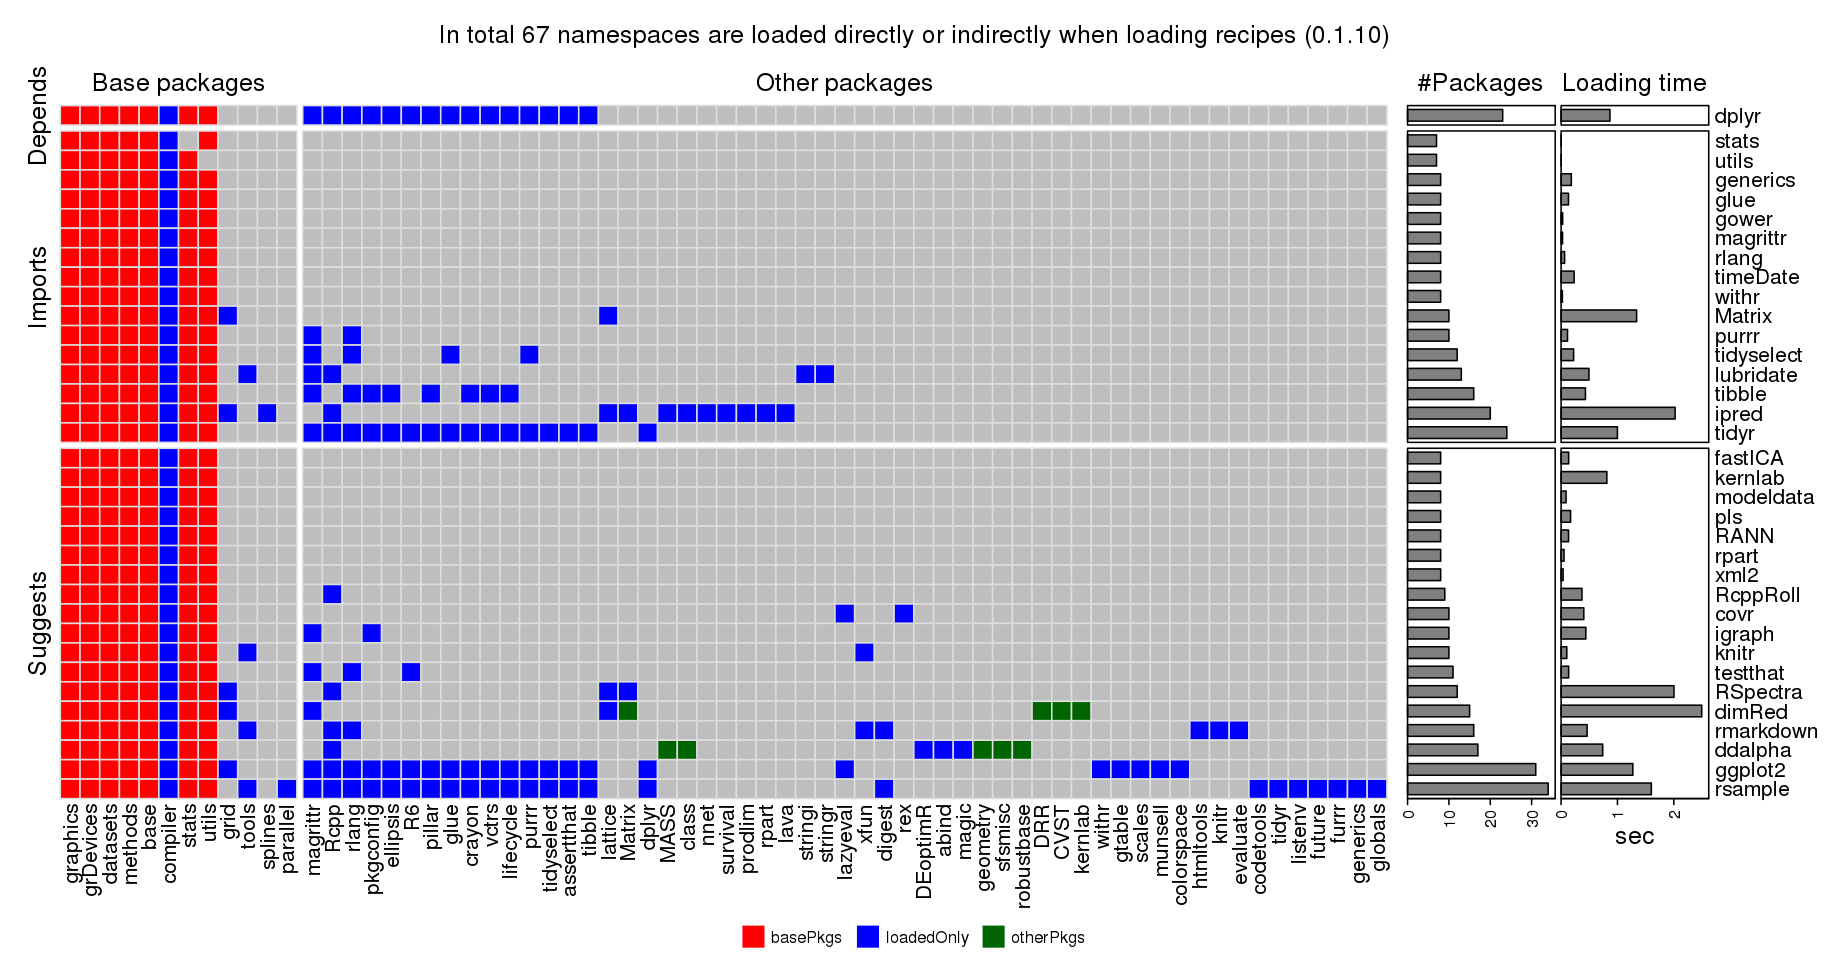 In total 67 namespaces are loaded directly or indirectly when loading recipes (0.1.10)
Base packages
Other packages
#Packages
Loading time
Depends
Imports
Suggests
dplyr
stats
utils
generics
glue
gower
magrittr
rlang
timeDate
withr
Matrix
purrr
tidyselect
lubridate
tibble
ipred
tidyr
fastICA
kernlab
modeldata
pls
RANN
rpart
xml2
RcppRoll
covr
igraph
knitr
testthat
RSpectra
dimRed
rmarkdown
ddalpha
ggplot2
rsample
graphics
grDevices
datasets
methods
base
compiler
stats
utils
grid
tools
splines
parallel
magrittr
Rcpp
rlang
pkgconfig
ellipsis
R6
pillar
glue
crayon
vctrs
lifecycle
purrr
tidyselect
assertthat
tibble
lattice
Matrix
dplyr
MASS
class
nnet
survival
prodlim
rpart
lava
stringi
stringr
lazyeval
xfun
digest
rex
DEoptimR
abind
magic
geometry
sfsmisc
robustbase
DRR
CVST
kernlab
withr
gtable
scales
munsell
colorspace
htmltools
knitr
evaluate
codetools
tidyr
listenv
future
furrr
generics
globals
0
10
20
30
0
1
2
sec
basePkgs
loadedOnly
otherPkgs